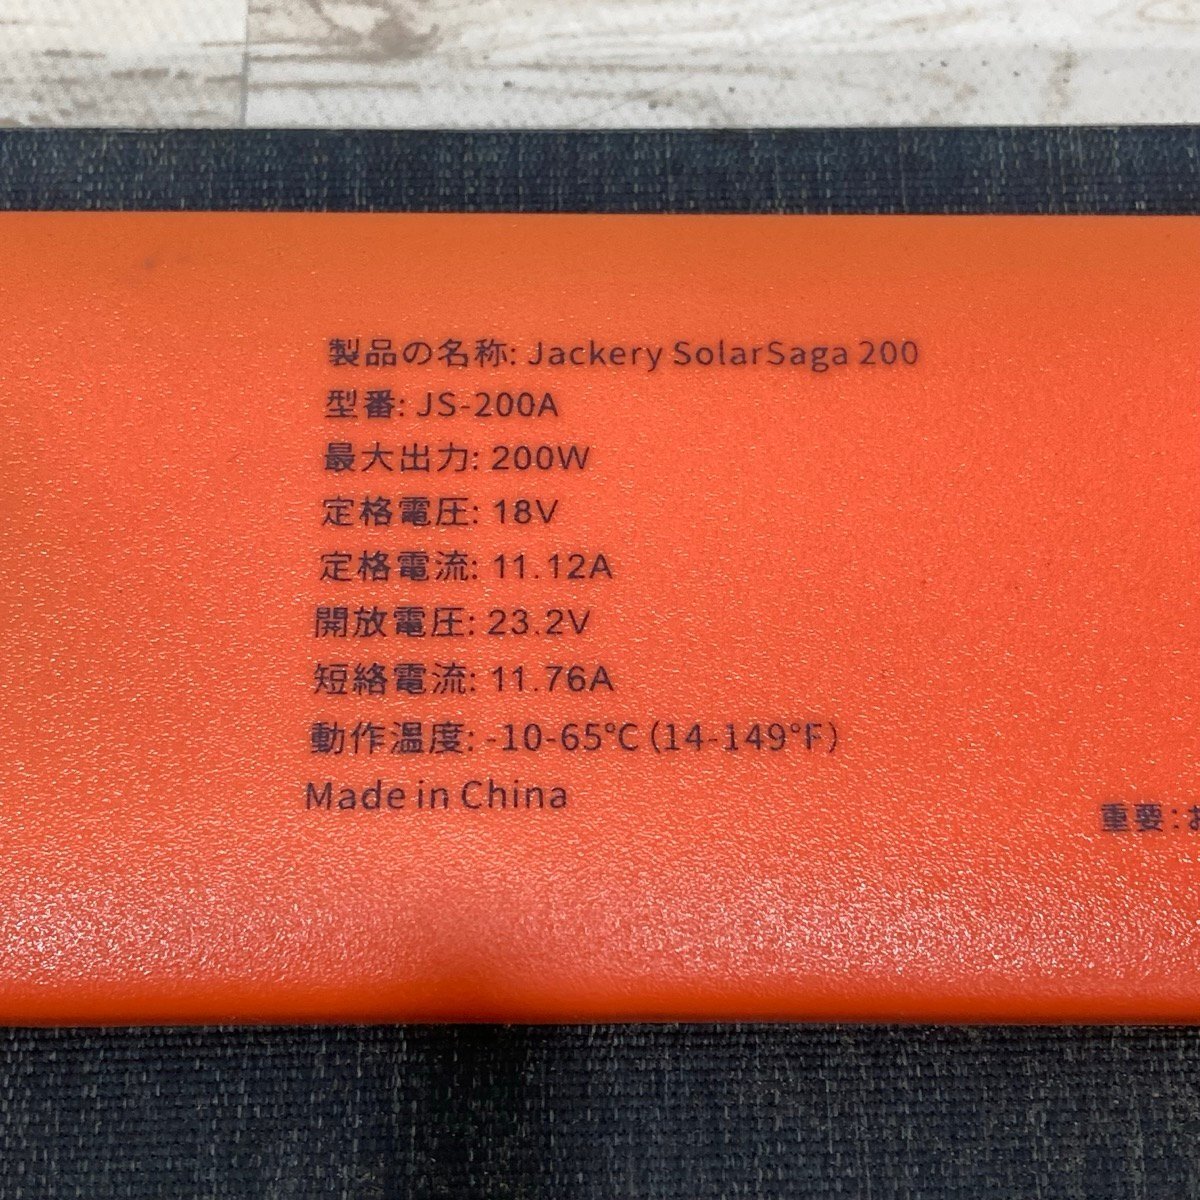 製品の名称: Jackery SolarSaga 200
型番: JS-200A
最大出力: 200W
定格電圧: 18V
定格電流: 11.12A
開放電圧: 23.2V
短絡電流: 11.76A
動作温度: -10-65℃ (14-149°F)
Made in China
重要: